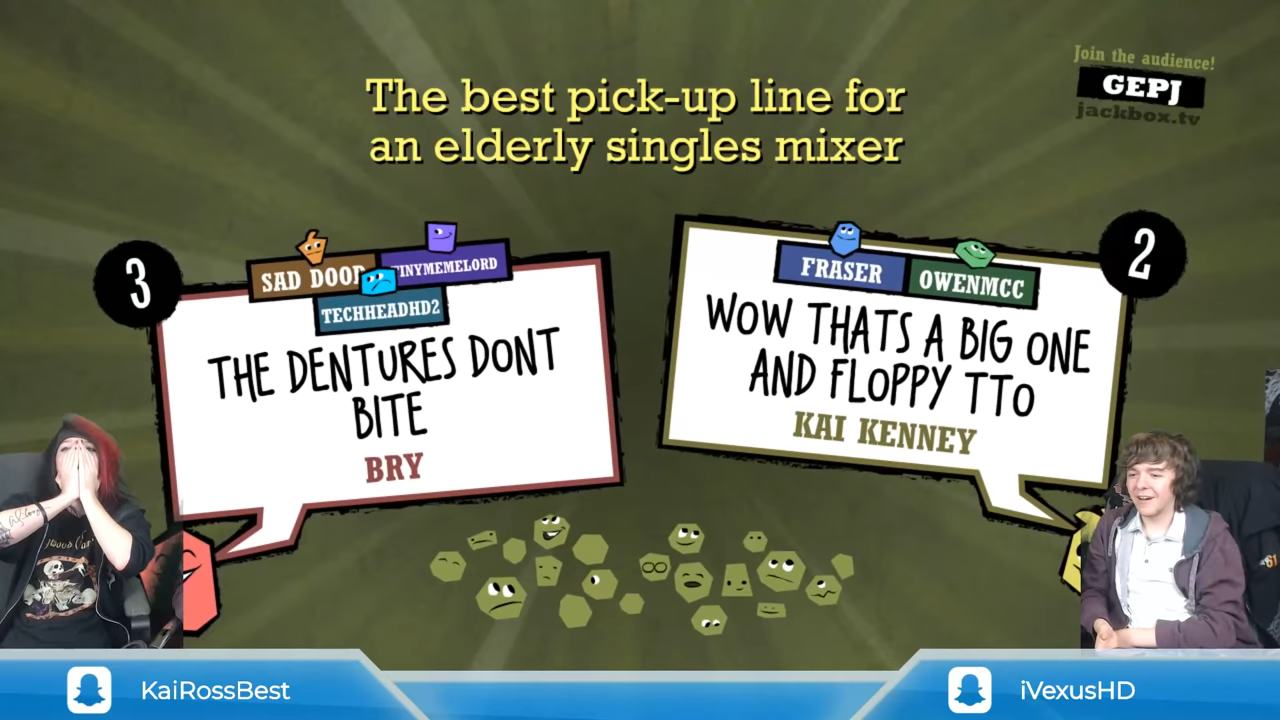 Join the audience!
GEPJ
jackbox.tv
The best pick-up line for
an elderly singles mixer
3
SAD DOOD
TINYMEMELORD
TECHHEADHD2
THE DENTURES DONT
BITE
BRY
2
FRASER
OWENMCC
WOW THATS A BIG ONE
AND FLOPPY TTO
KAI KENNEY
KaiRossBest
iVexusHD